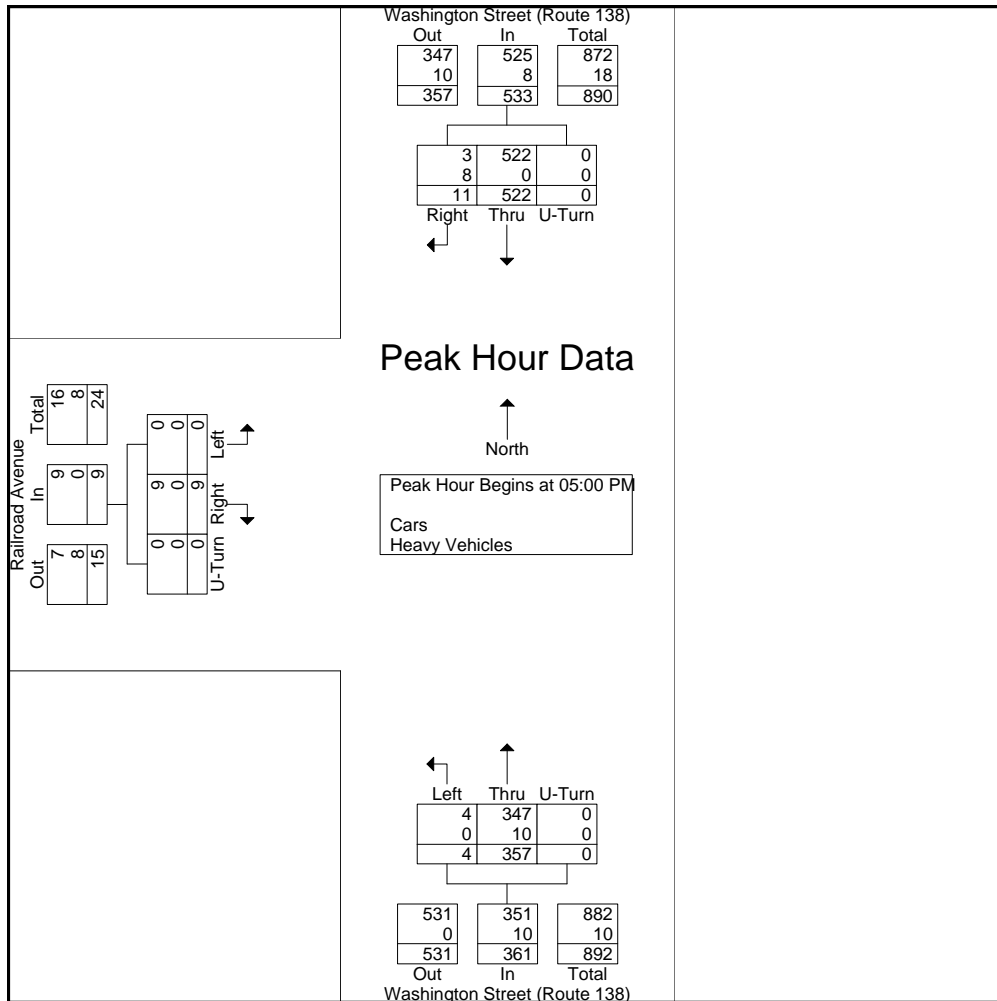 Washington Street (Route 138)
Out In Total
347 525 872
10 8 18
357 533 890
3 522 0
8 0 0
11 522 0
Right Thru U-Turn
Peak Hour Data
North
Peak Hour Begins at 05:00 PM
Cars
Heavy Vehicles
Railroad Avenue
Out In Total
7 9 16
8 0 8
15 9 24
0 9 0
0 0 0
0 9 0
U-Turn Right Left
Left Thru U-Turn
4 347 0
0 10 0
4 357 0
531 351 882
0 10 10
531 361 892
Out In Total
Washington Street (Route 138)